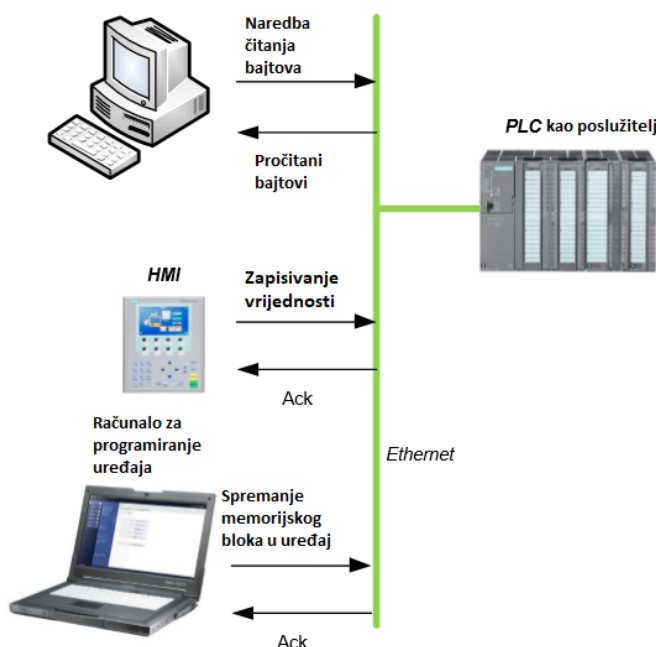 Naredba
čitanja
bajtova
Pročitani
bajtovi
PLC kao poslužitelj
HMI
Zapisivanje
vrijednosti
Ack
Računalo za
programiranje
uređaja
Ethernet
Spremanje
memorijskog
bloka u uređaj
Ack